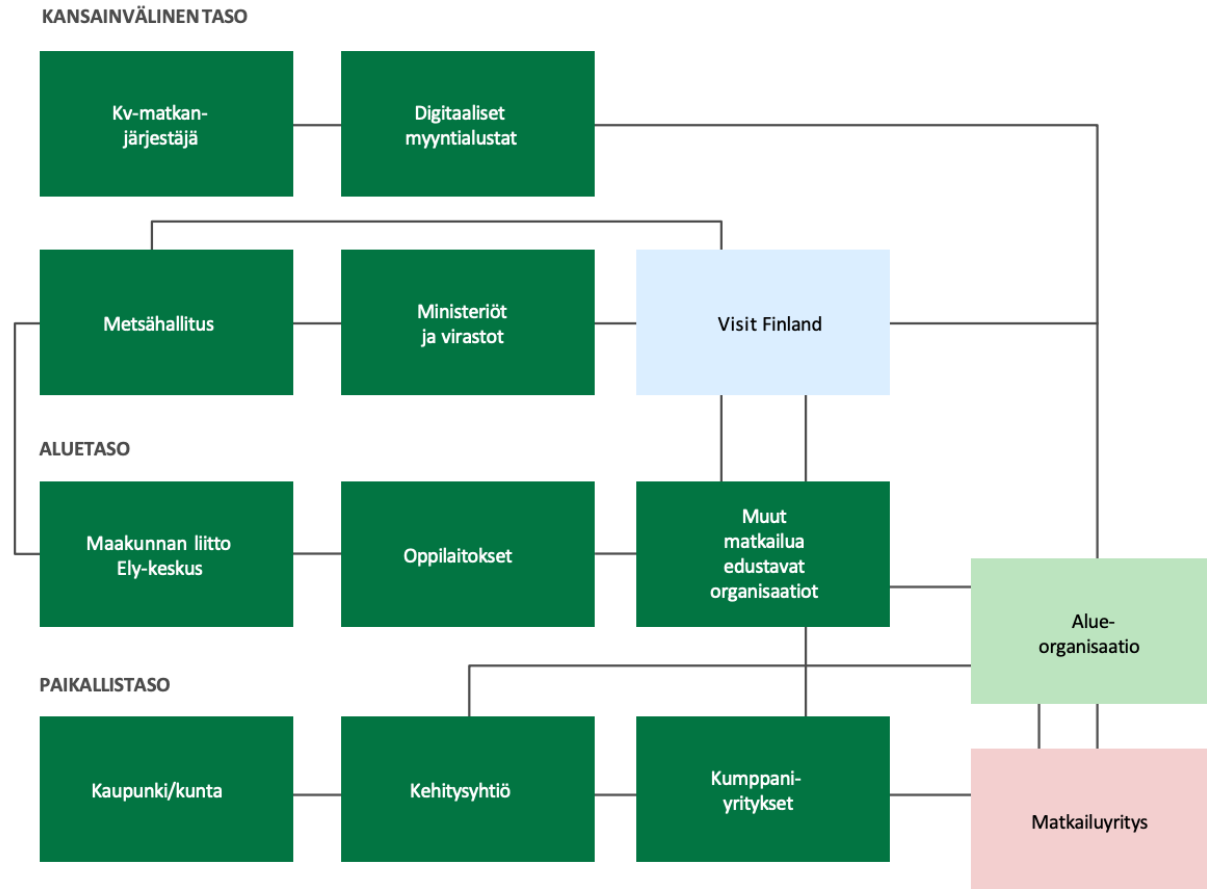 KANSAINVÄLINEN TASO
Kv-matkan-
järjestäjä
Digitaaliset
myyntialustat
Metsähallitus
Ministeriöt
ja virastot
Visit Finland
ALUETASO
Maakunnan liitto
Ely-keskus
Oppilaitokset
Muut
matkailua
edustavat
organisaatiot
Alue-
organisaatio
PAIKALLISTASO
Kaupunki/kunta
Kehitysyhtiö
Kumppani-
yritykset
Matkailuyritys